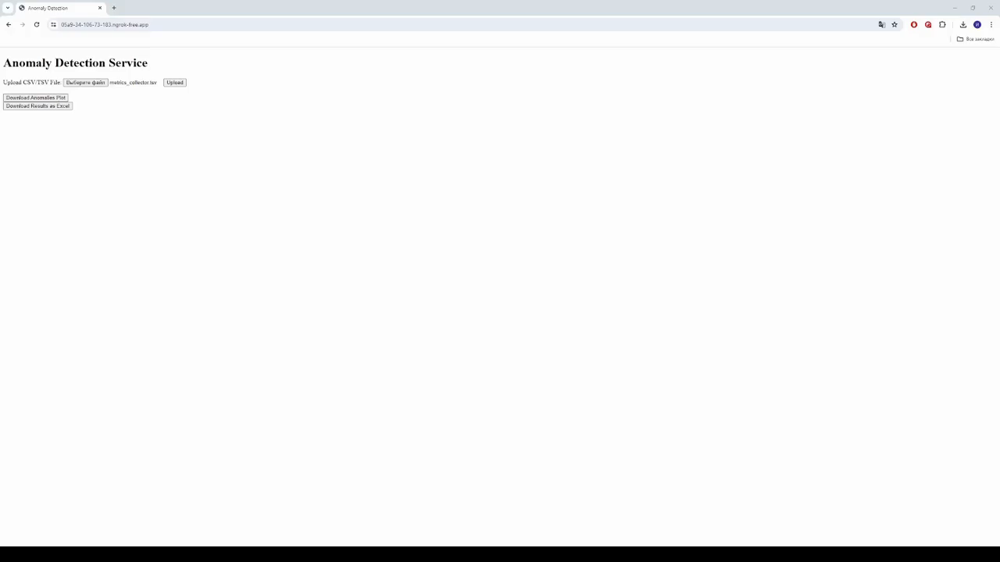 Anomaly Detection
05a9-34-106-73-183.ngrok-free.app
Все закладки
Anomaly Detection Service
Upload CSV/TSV File: Выберите файл metrics_collector.tsv Upload
Download Anomalies Plot
Download Results as Excel